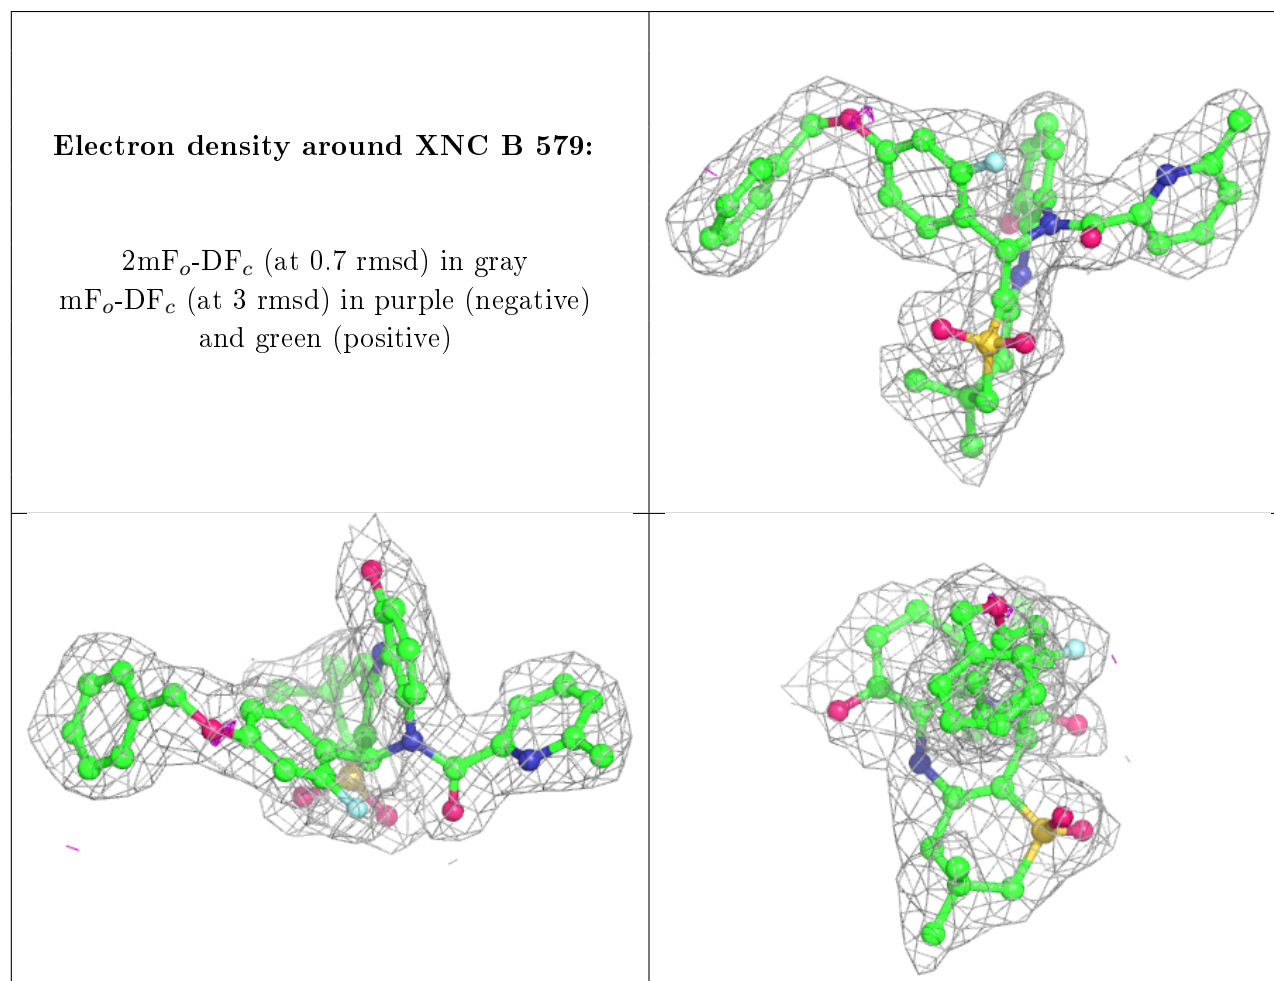 Electron density around XNC B 579:
2mFo-DFc (at 0.7 rmsd) in gray
mFo-DFc (at 3 rmsd) in purple (negative)
and green (positive)